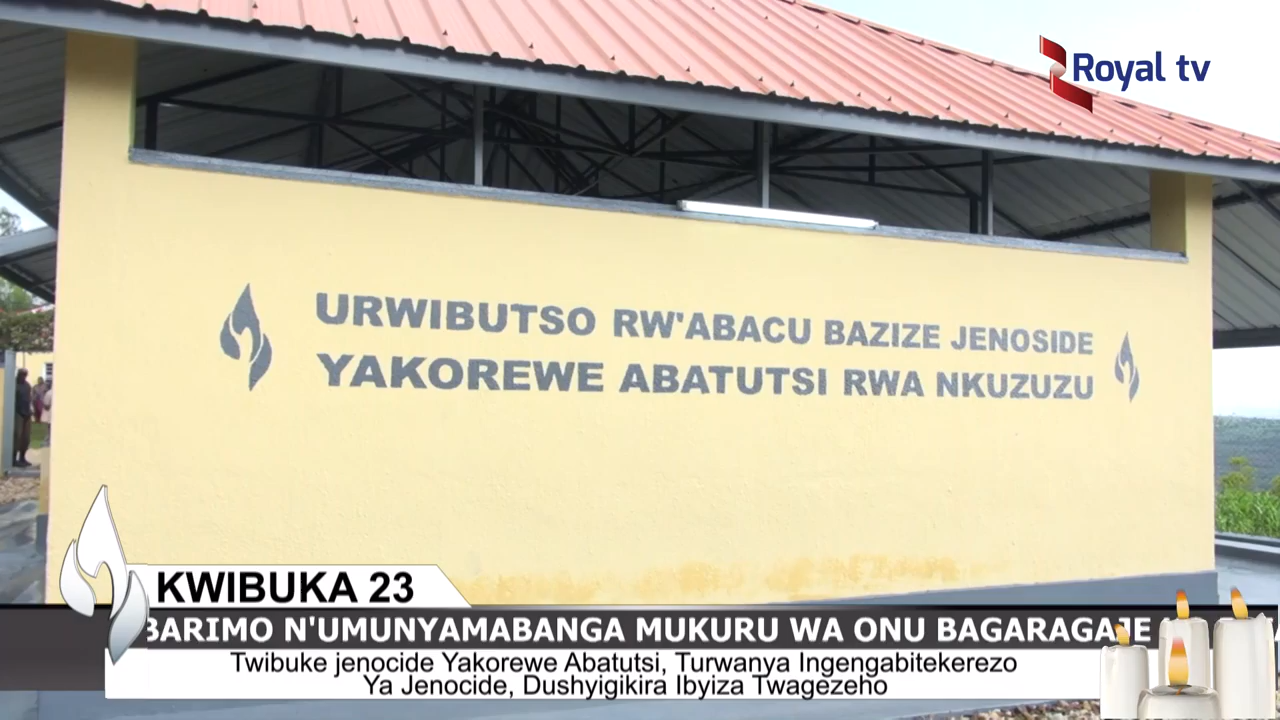 Royal tv
URWIBUTSO RW'ABACU BAZIZE JENOSIDE
YAKOREWE ABATUTSI RWA NKUZUZU
KWIBUKA 23
BARIMO N'UMUNYAMABANGA MUKURU WA ONU BAGARAGAJE
Twibuke jenocide Yakorewe Abatutsi, Turwanya Ingengabitekerezo
Ya Jenocide, Dushyigikira Ibyiza Twagezeho